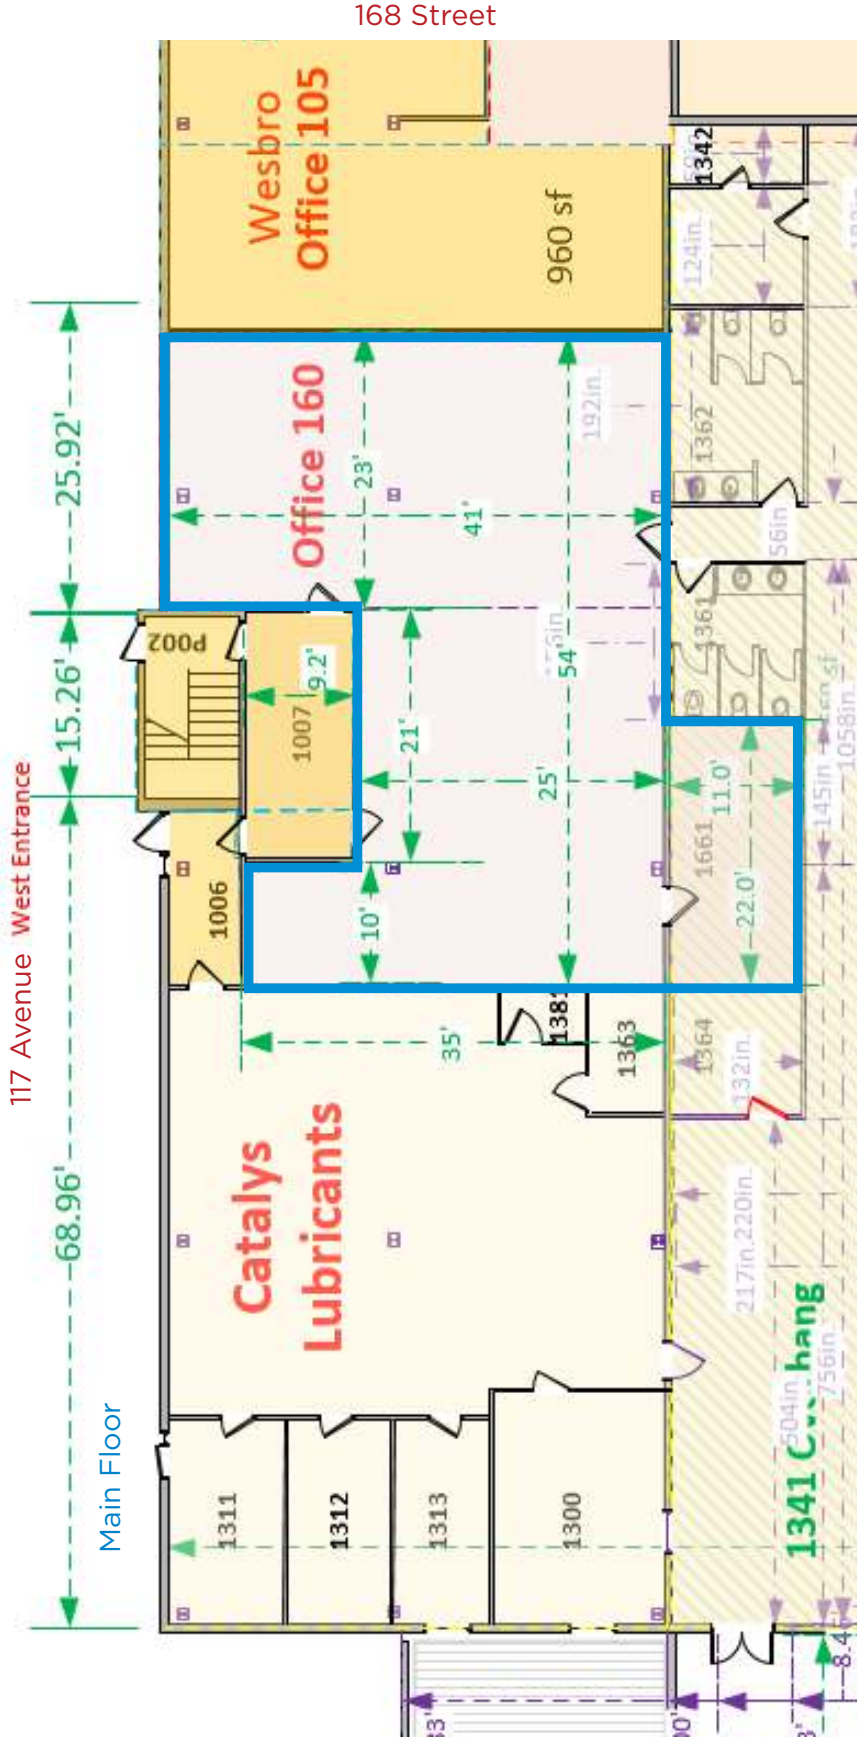 168 Street
Wesbro
Office 105
960 sf
1342
124in.
25.92'
Office 160
23'
192in.
1362
41'
56in
P002
1361
9.2'
54'
15.26'
1007
21'
1058in.
25'
11.0'
145in
117 Avenue West Entrance
1661
22.0'
1006
10'
1381
35'
1363
1364
132in.
68.96'
Catalys
Lubricants
217in.
220in.
1341
756in.
504in
Main Floor
1311
1312
1313
1300